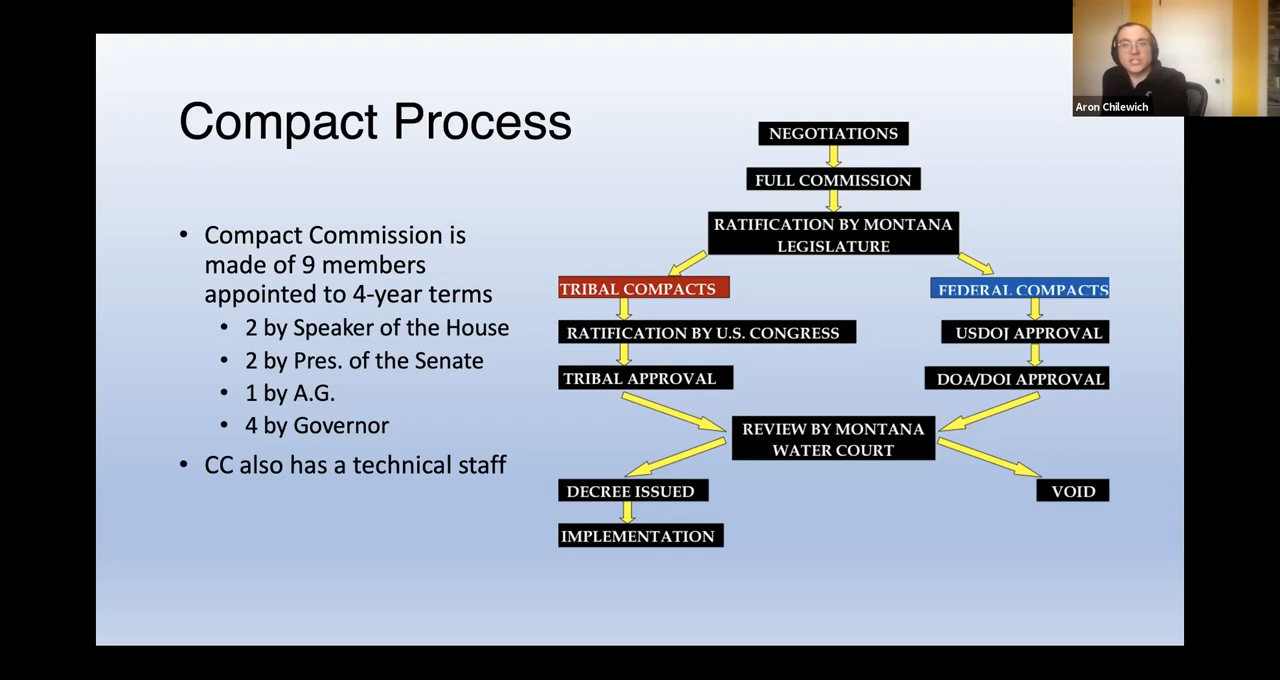 Aron Chilewich
Compact Process
• Compact Commission is
made of 9 members
appointed to 4-year terms
• 2 by Speaker of the House
• 2 by Pres. of the Senate
• 1 by A.G.
• 4 by Governor
• CC also has a technical staff
NEGOTIATIONS
FULL COMMISSION
RATIFICATION BY MONTANA
LEGISLATURE
TRIBAL COMPACTS
FEDERAL COMPACTS
RATIFICATION BY U.S. CONGRESS
USDOJ APPROVAL
TRIBAL APPROVAL
DOA/DOI APPROVAL
REVIEW BY MONTANA
WATER COURT
DECREE ISSUED
VOID
IMPLEMENTATION